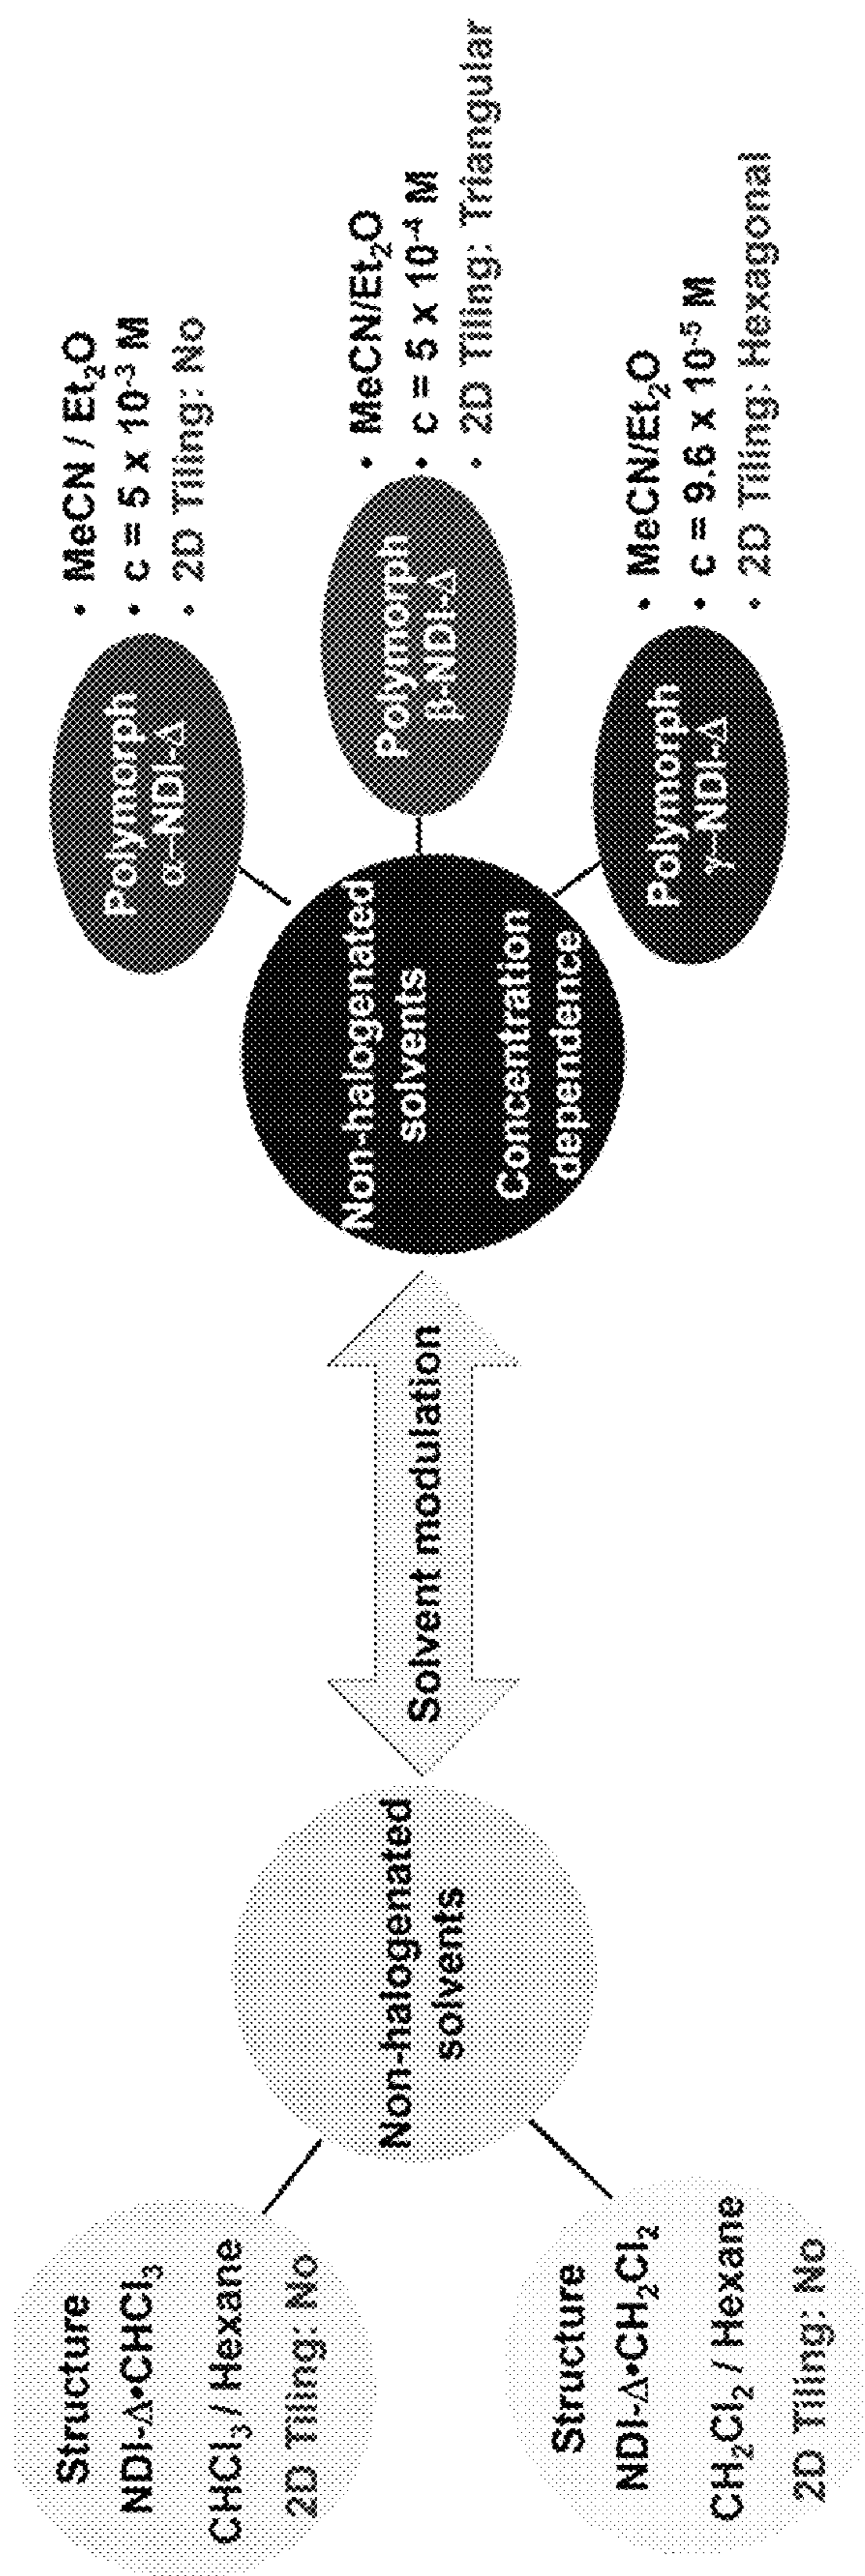 Structure
NDI-Δ•CHCl₃
CHCl₃ / Hexane
2D Tiling: No
Structure
NDI-Δ•CH₂Cl₂
CH₂Cl₂ / Hexane
2D Tiling: No
Non-halogenated
solvents
Solvent modulation
Non-halogenated
solvents
Concentration
dependence
Polymorph
α–NDI-Δ
• MeCN / Et₂O
• c = 5 x 10⁻³ M
• 2D Tiling: No
Polymorph
β-NDI-Δ
• MeCN/Et₂O
• c = 5 x 10⁻⁴ M
• 2D Tiling: Triangular
Polymorph
γ–NDI-Δ
• MeCN/Et₂O
• c = 9.6 x 10⁻⁵ M
• 2D Tiling: Hexagonal